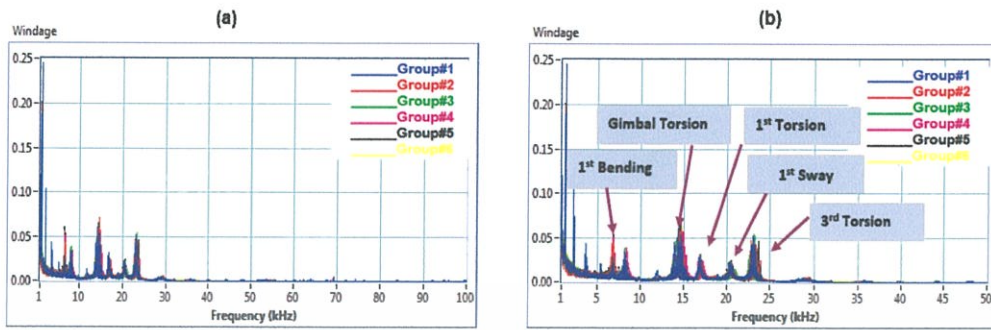 (a)
Windage
0.25
0.20
0.15
0.10
0.05
0.00
1 10 20 30 40 50 60 70 80 90 100
Frequency (kHz)
Group#1
Group#2
Group#3
Group#4
Group#5
Group#6
(b)
Windage
0.25
0.20
0.15
0.10
0.05
0.00
1 5 10 15 20 25 30 35 40 45 50
Frequency (kHz)
Group#1
Group#2
Group#3
Group#4
Group#5
Group#6
Gimbal Torsion
1st Torsion
1st Bending
1st Sway
3rd Torsion